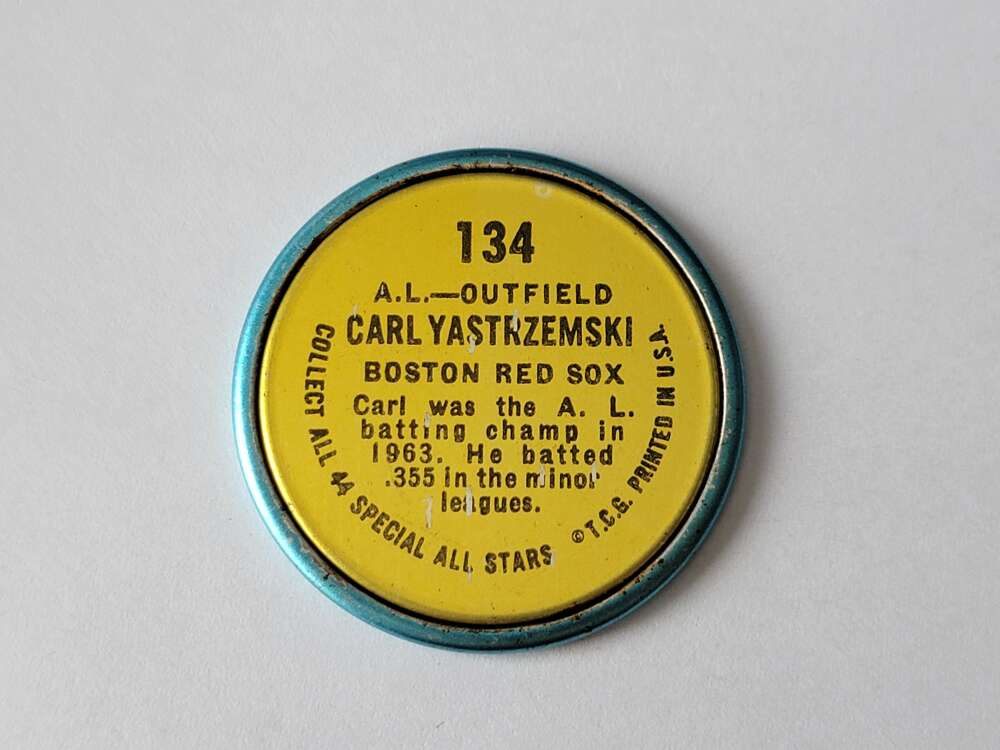 134
A.L.—OUTFIELD
CARL YASTRZEMSKI
BOSTON RED SOX
Carl was the A. L.
batting champ in
1963. He batted
.355 in the minor
leagues.
COLLECT ALL 44 SPECIAL ALL STARS
© T.C.G. PRINTED IN U.S.A.